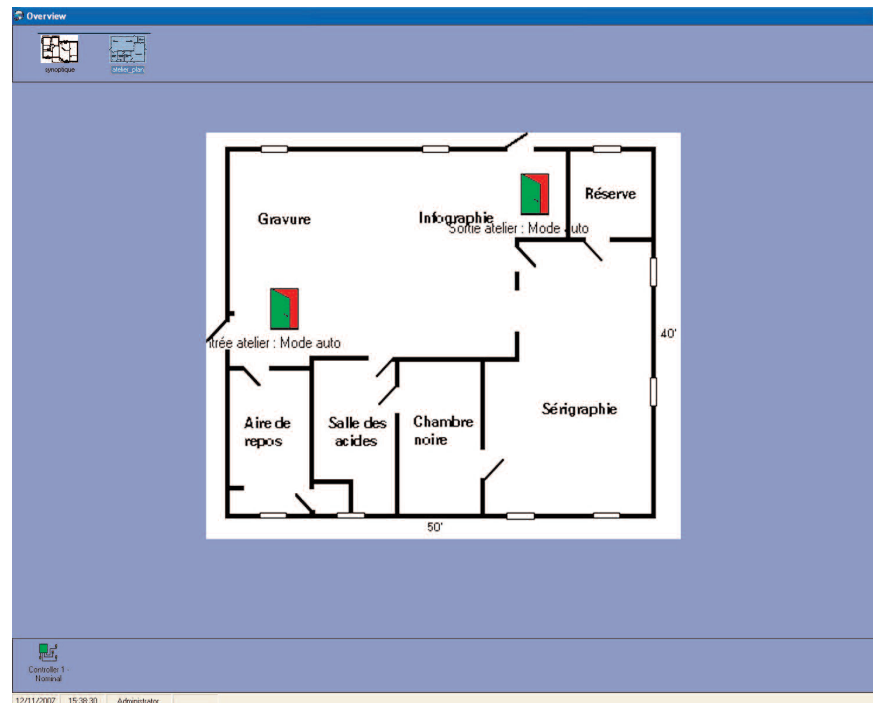 Overview
synoptique
atelier_plan
Réserve
Gravure
Infographie
Sortie atelier : Mode auto
40'
trée atelier : Mode auto
Sérigraphie
Aire de
repos
Salle des
acides
Chambre
noire
50'
Controller 1 -
Nominal
12/11/2007 15:38:30 Administrator